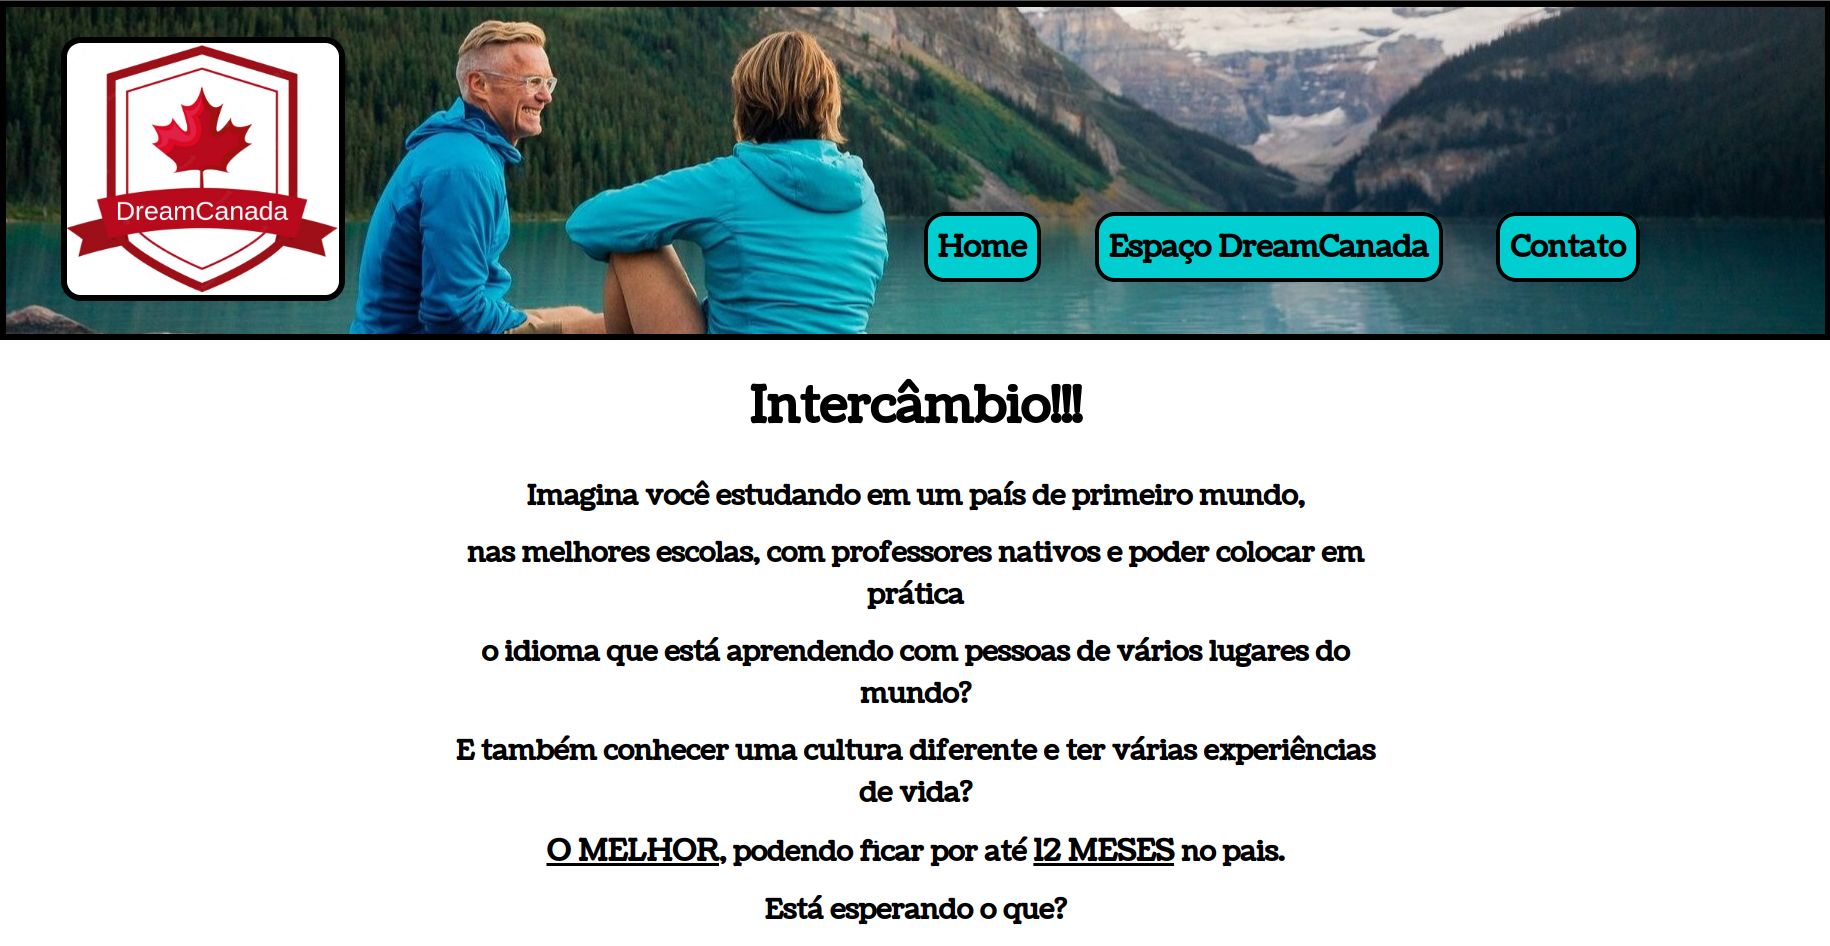 DreamCanada
Home
Espaço DreamCanada
Contato
Intercâmbio!!!
Imagina você estudando em um país de primeiro mundo,
nas melhores escolas, com professores nativos e poder colocar em
prática
o idioma que está aprendendo com pessoas de vários lugares do
mundo?
E também conhecer uma cultura diferente e ter várias experiências
de vida?
O MELHOR, podendo ficar por até 12 MESES no pais.
Está esperando o que?